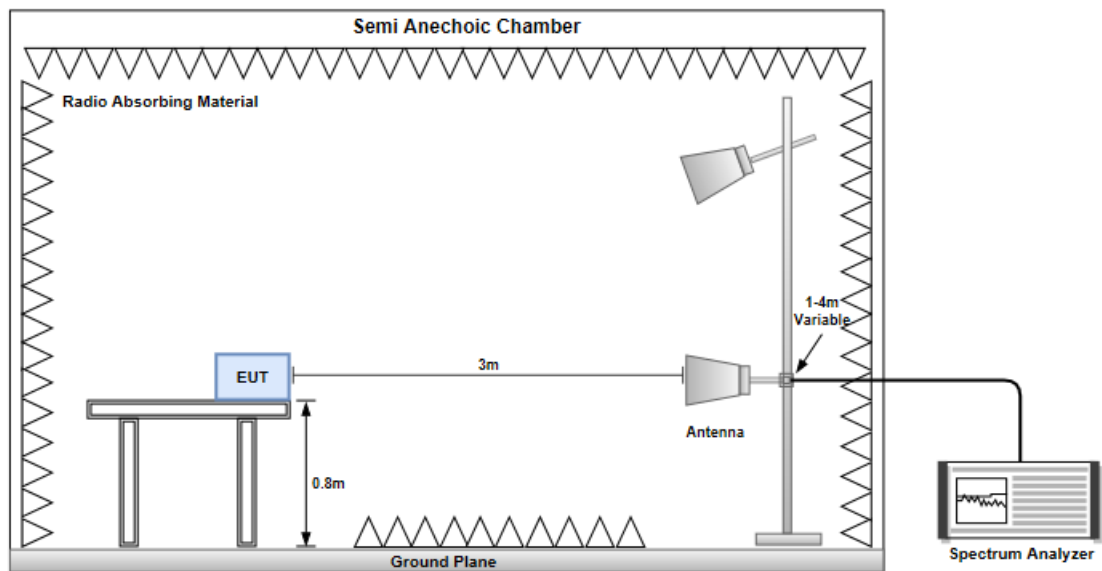 Semi Anechoic Chamber
Radio Absorbing Material
1-4m
Variable
3m
EUT
Antenna
0.8m
Ground Plane
Spectrum Analyzer